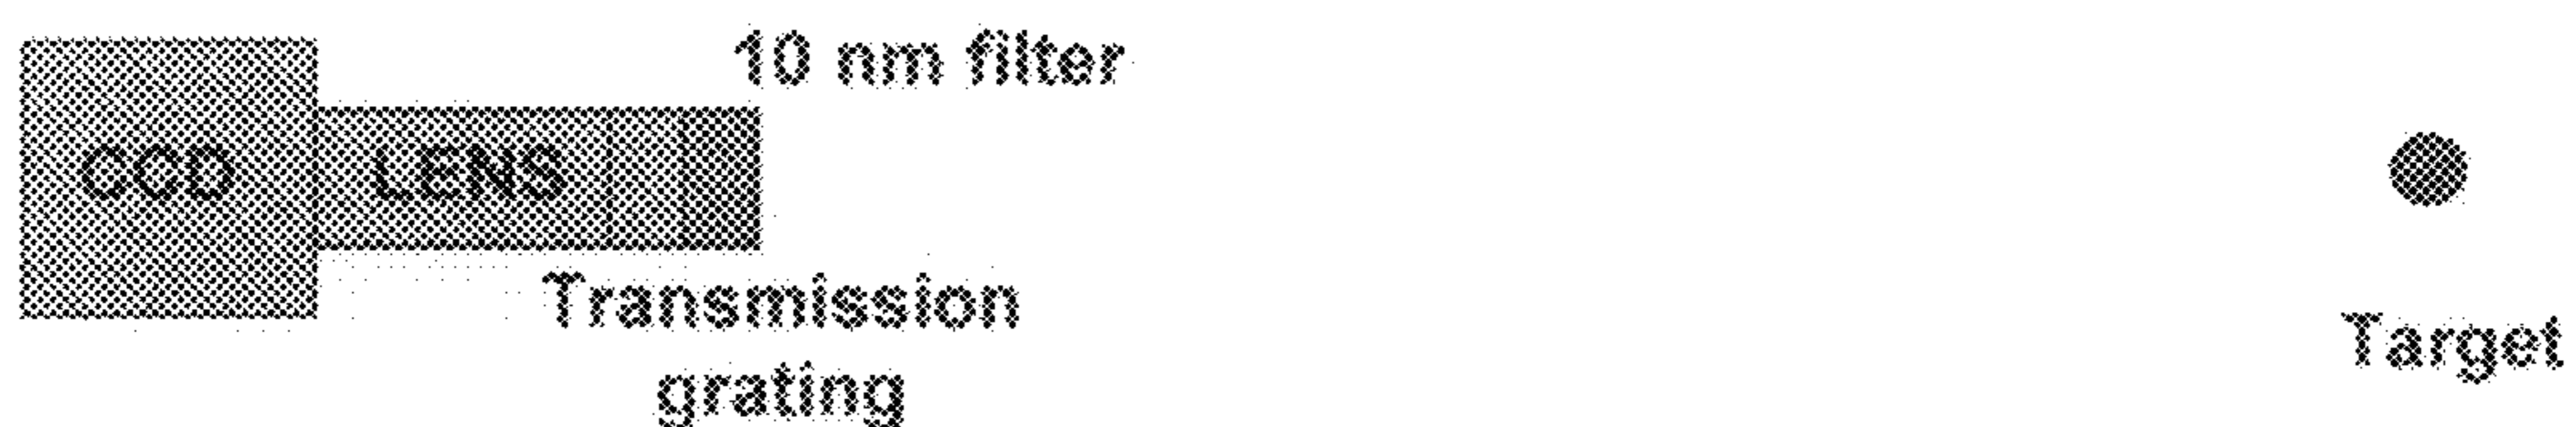 10 nm filter
CCD
LENS
Transmission
grating
Target